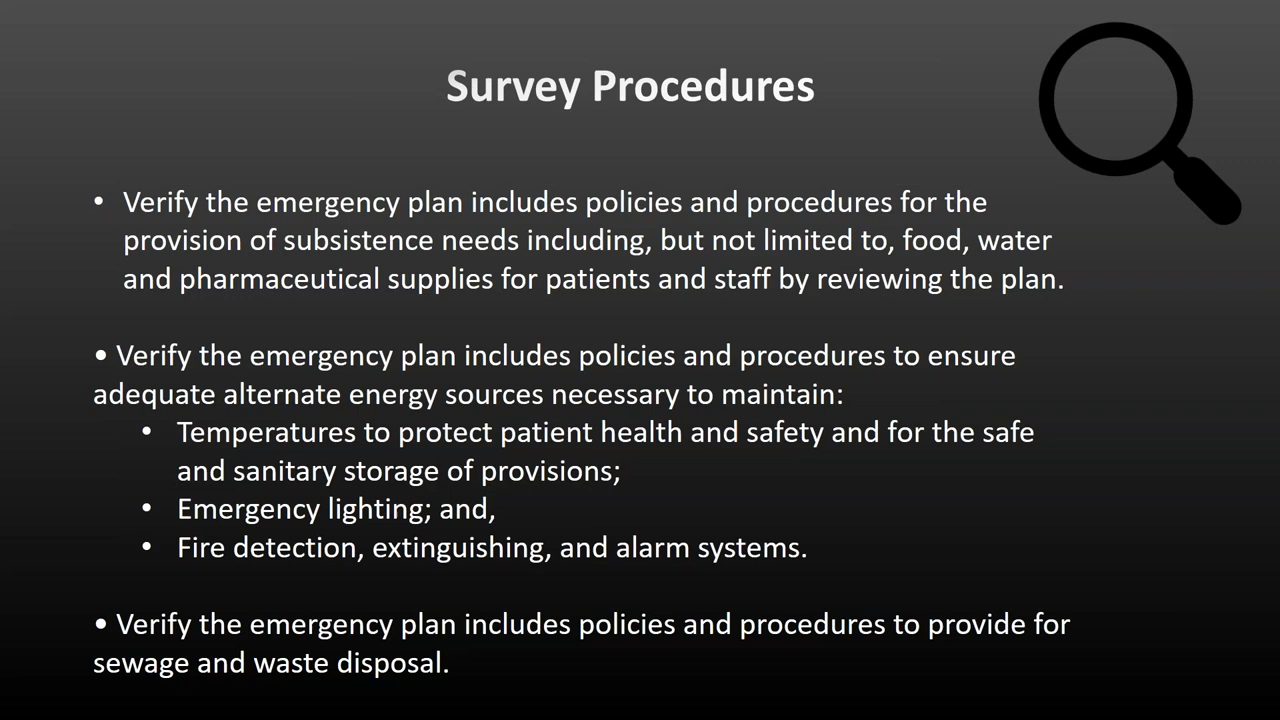 Survey Procedures
• Verify the emergency plan includes policies and procedures for the
provision of subsistence needs including, but not limited to, food, water
and pharmaceutical supplies for patients and staff by reviewing the plan.
• Verify the emergency plan includes policies and procedures to ensure
adequate alternate energy sources necessary to maintain:
• Temperatures to protect patient health and safety and for the safe
and sanitary storage of provisions;
• Emergency lighting; and,
• Fire detection, extinguishing, and alarm systems.
• Verify the emergency plan includes policies and procedures to provide for
sewage and waste disposal.